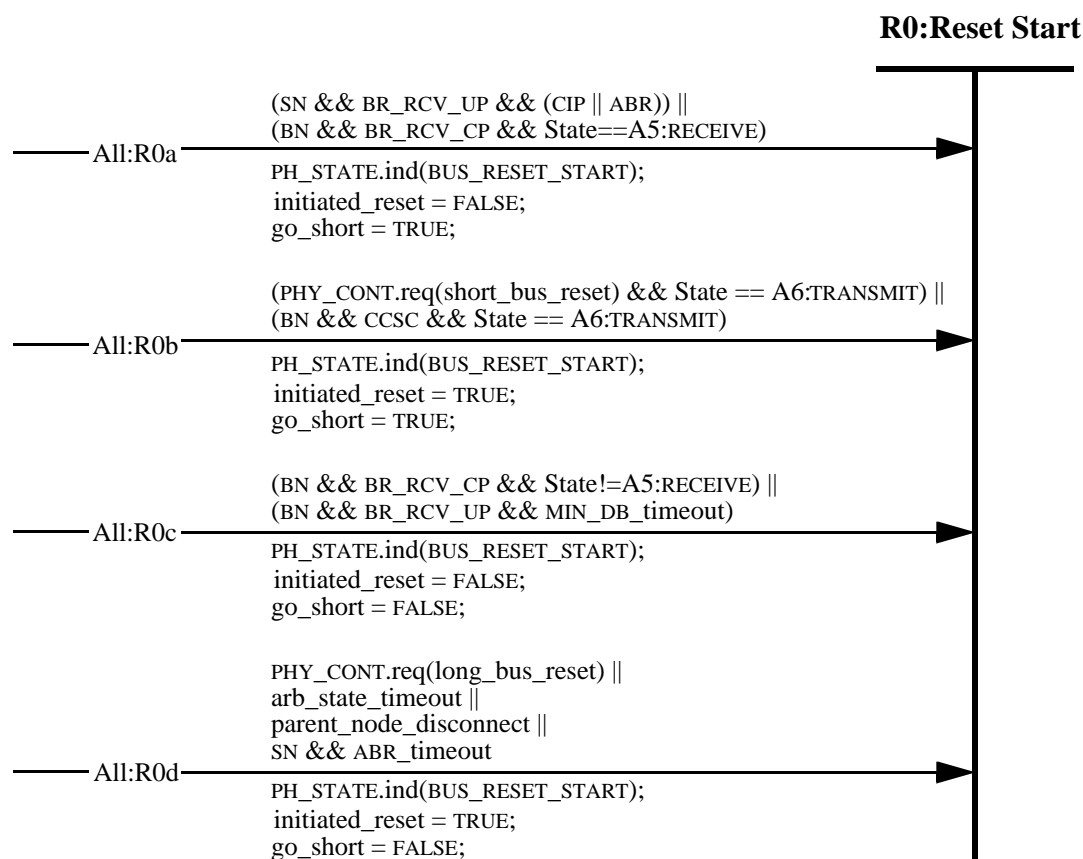 R0:Reset Start
(SN && BR_RCV_UP && (CIP || ABR)) ||
(BN && BR_RCV_CP && State==A5:RECEIVE)
All:R0a
PH_STATE.ind(BUS_RESET_START);
initiated_reset = FALSE;
go_short = TRUE;
(PHY_CONT.req(short_bus_reset) && State == A6:TRANSMIT) ||
(BN && CCSC && State == A6:TRANSMIT)
All:R0b
PH_STATE.ind(BUS_RESET_START);
initiated_reset = TRUE;
go_short = TRUE;
(BN && BR_RCV_CP && State!=A5:RECEIVE) ||
(BN && BR_RCV_UP && MIN_DB_timeout)
All:R0c
PH_STATE.ind(BUS_RESET_START);
initiated_reset = FALSE;
go_short = FALSE;
PHY_CONT.req(long_bus_reset) ||
arb_state_timeout ||
parent_node_disconnect ||
SN && ABR_timeout
All:R0d
PH_STATE.ind(BUS_RESET_START);
initiated_reset = TRUE;
go_short = FALSE;